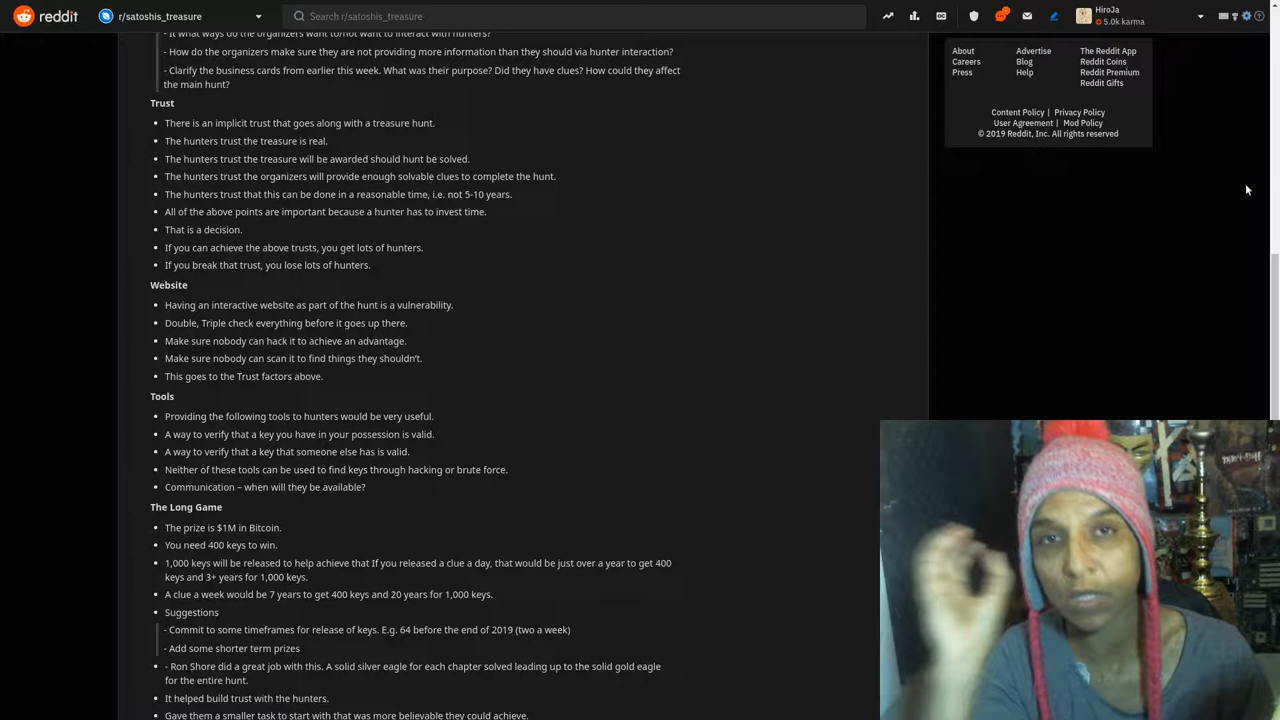 reddit
r/satoshis_treasure
Search r/satoshis_treasure
HiroJa
5.0k karma
- It what ways do the organizers want to/not want to interact with hunters?
- How do the organizers make sure they are not providing more information than they should via hunter interaction?
- Clarify the business cards from earlier this week. What was their purpose? Did they have clues? How could they affect
the main hunt?
Trust
• There is an implicit trust that goes along with a treasure hunt.
• The hunters trust the treasure is real.
• The hunters trust the treasure will be awarded should hunt be solved.
• The hunters trust the organizers will provide enough solvable clues to complete the hunt.
• The hunters trust that this can be done in a reasonable time, i.e. not 5-10 years.
• All of the above points are important because a hunter has to invest time.
• That is a decision.
• If you can achieve the above trusts, you get lots of hunters.
• If you break that trust, you lose lots of hunters.
Website
• Having an interactive website as part of the hunt is a vulnerability.
• Double, Triple check everything before it goes up there.
• Make sure nobody can hack it to achieve an advantage.
• Make sure nobody can scan it to find things they shouldn't.
• This goes to the Trust factors above.
Tools
• Providing the following tools to hunters would be very useful.
• A way to verify that a key you have in your possession is valid.
• A way to verify that a key that someone else has is valid.
• Neither of these tools can be used to find keys through hacking or brute force.
• Communication – when will they be available?
The Long Game
• The prize is $1M in Bitcoin.
• You need 400 keys to win.
• 1,000 keys will be released to help achieve that If you released a clue a day, that would be just over a year to get 400
keys and 3+ years for 1,000 keys.
• A clue a week would be 7 years to get 400 keys and 20 years for 1,000 keys.
• Suggestions
- Commit to some timeframes for release of keys. E.g. 64 before the end of 2019 (two a week)
- Add some shorter term prizes
• - Ron Shore did a great job with this. A solid silver eagle for each chapter solved leading up to the solid gold eagle
for the entire hunt.
• It helped build trust with the hunters.
• Gave them a smaller task to start with that was more believable they could achieve.
About Advertise The Reddit App
Careers Blog Reddit Coins
Press Help Reddit Premium
Reddit Gifts
Content Policy | Privacy Policy |
User Agreement | Mod Policy
© 2019 Reddit, Inc. All rights reserved